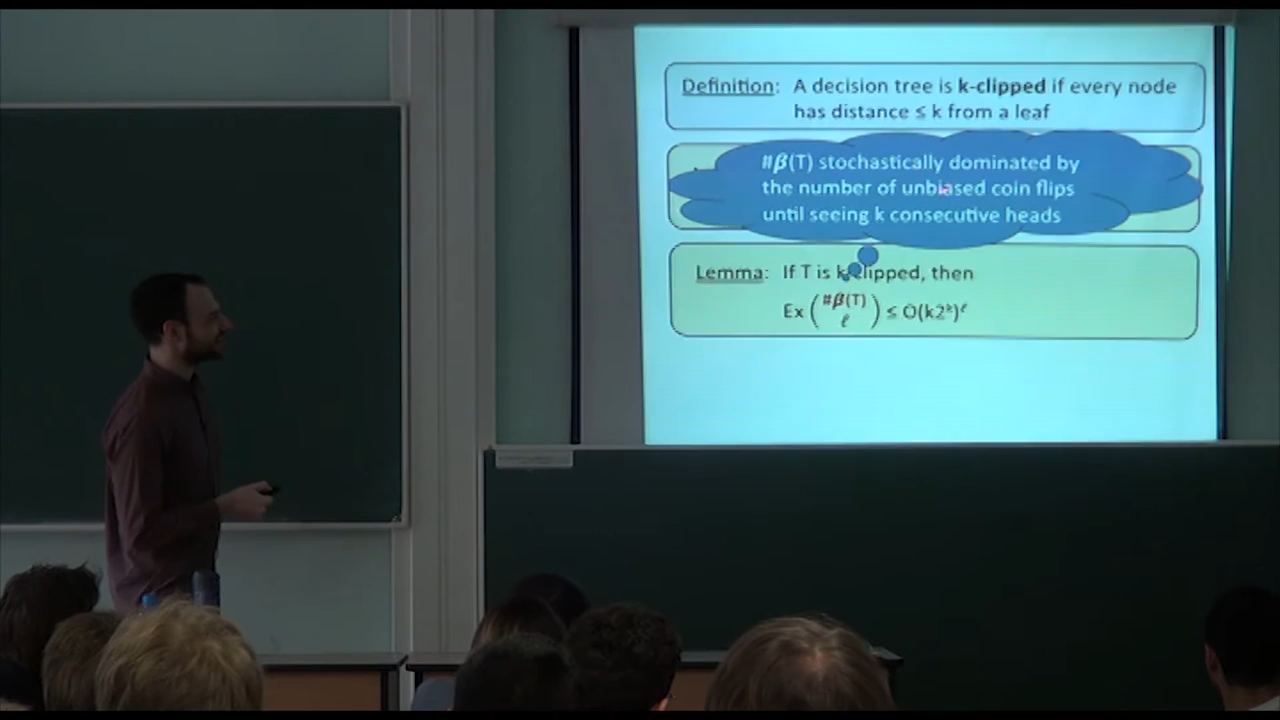 Definition: A decision tree is k-clipped if every node
has distance ≤ k from a leaf
#β(T) stochastically dominated by
the number of unbiased coin flips
until seeing k consecutive heads
Lemma: If T is k-clipped, then
Ex (#β(T) ℓ) ≤ O(k2ᵏ)ˡ